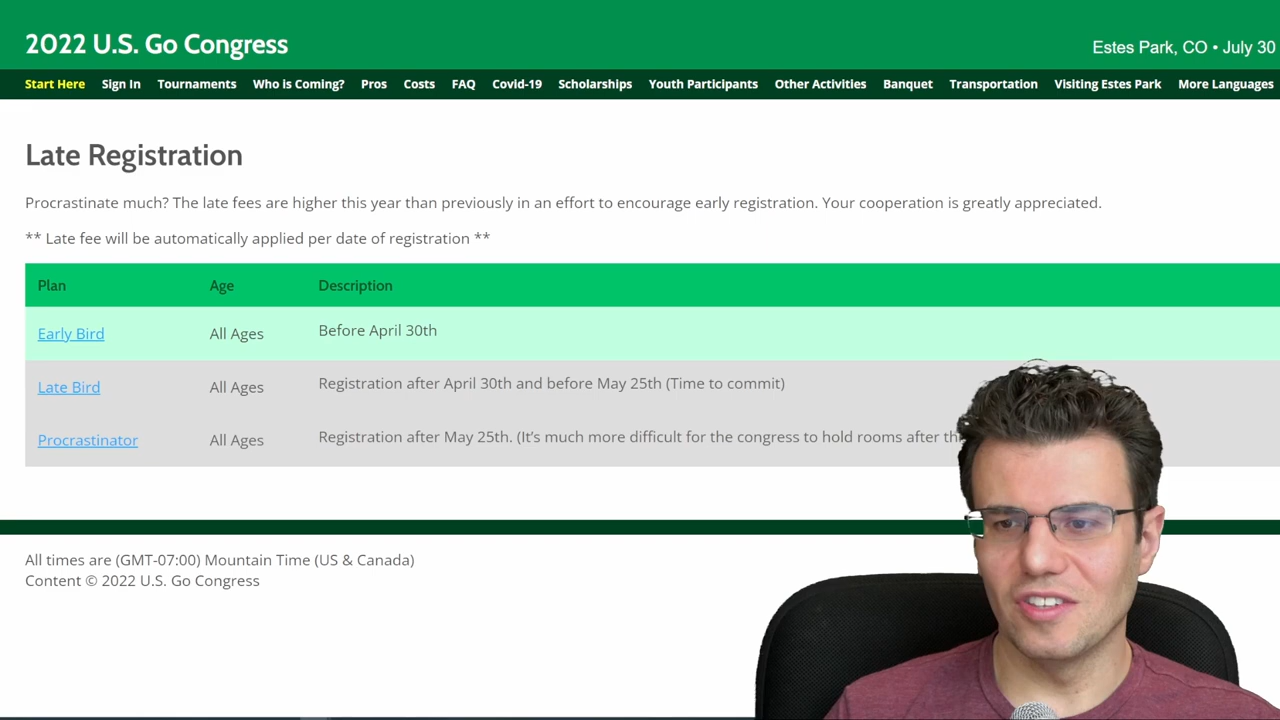 2022 U.S. Go Congress
Estes Park, CO • July 30
Start Here Sign In Tournaments Who is Coming? Pros Costs FAQ Covid-19 Scholarships Youth Participants Other Activities Banquet Transportation Visiting Estes Park More Languages
Late Registration
Procrastinate much? The late fees are higher this year than previously in an effort to encourage early registration. Your cooperation is greatly appreciated.
** Late fee will be automatically applied per date of registration **
Plan Age Description
Early Bird All Ages Before April 30th
Late Bird All Ages Registration after April 30th and before May 25th (Time to commit)
Procrastinator All Ages Registration after May 25th. (It's much more difficult for the congress to hold rooms after
All times are (GMT-07:00) Mountain Time (US & Canada)
Content © 2022 U.S. Go Congress